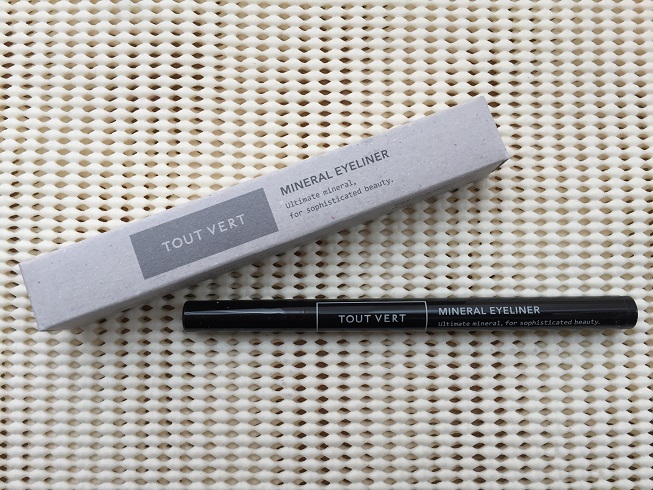 TOUT VERT
MINERAL EYELINER
Ultimate mineral,
for sophisticated beauty.
TOUT VERT
MINERAL EYELINER
Ultimate mineral, for sophisticated beauty.